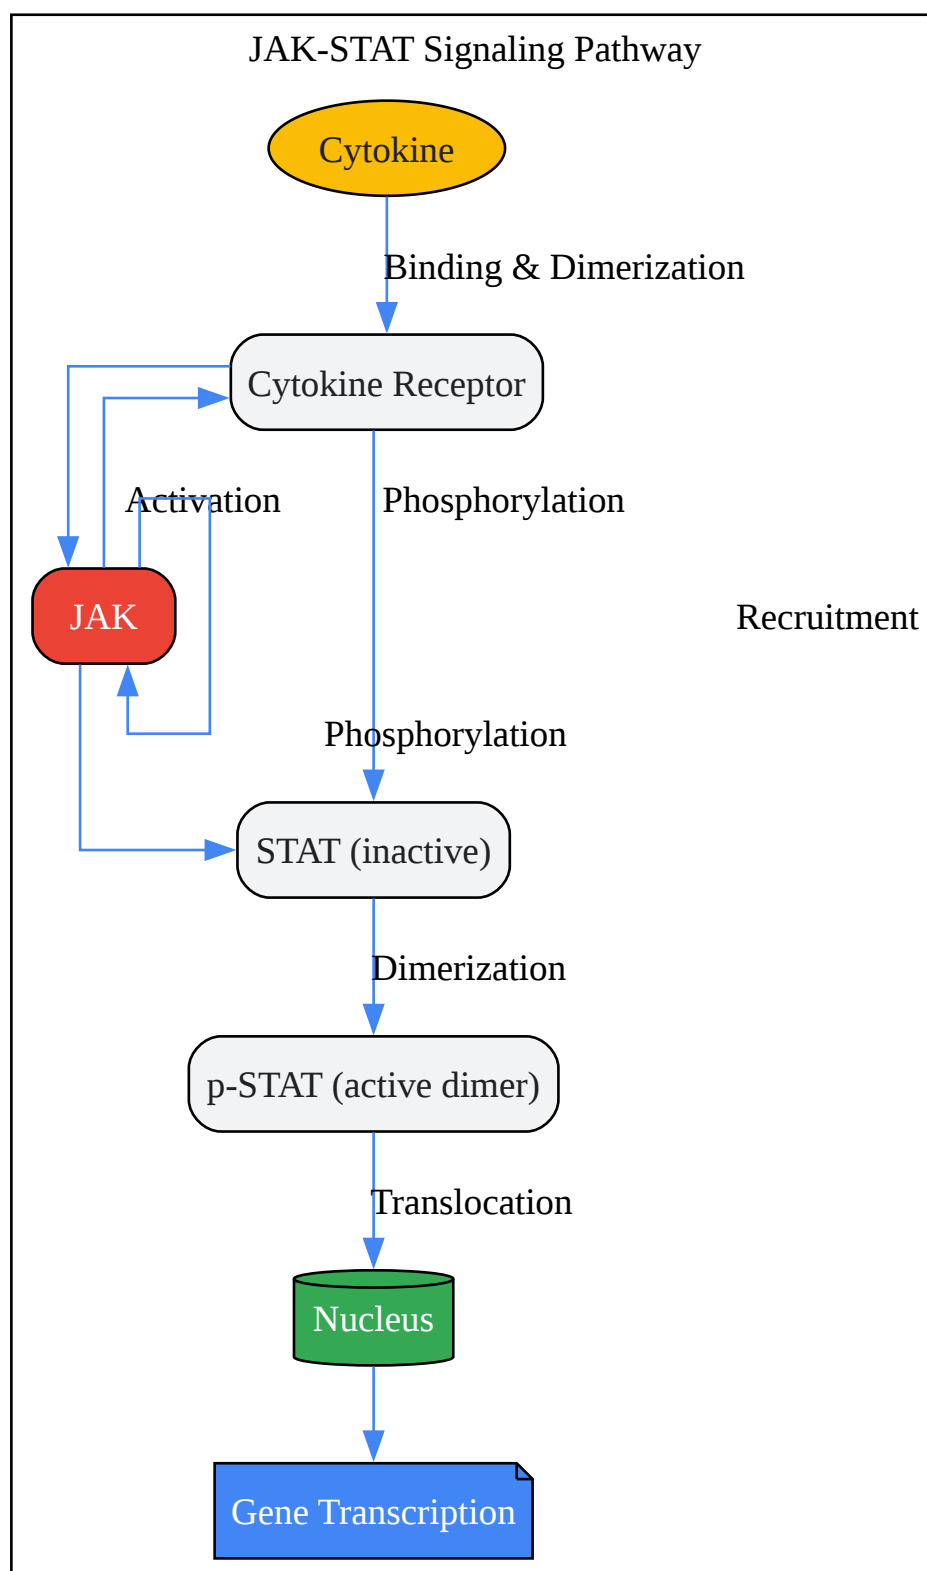 JAK-STAT Signaling Pathway
Cytokine
Binding & Dimerization
Cytokine Receptor
Activation
Phosphorylation
JAK
Recruitment
Phosphorylation
STAT (inactive)
Dimerization
p-STAT (active dimer)
Translocation
Nucleus
Gene Transcription